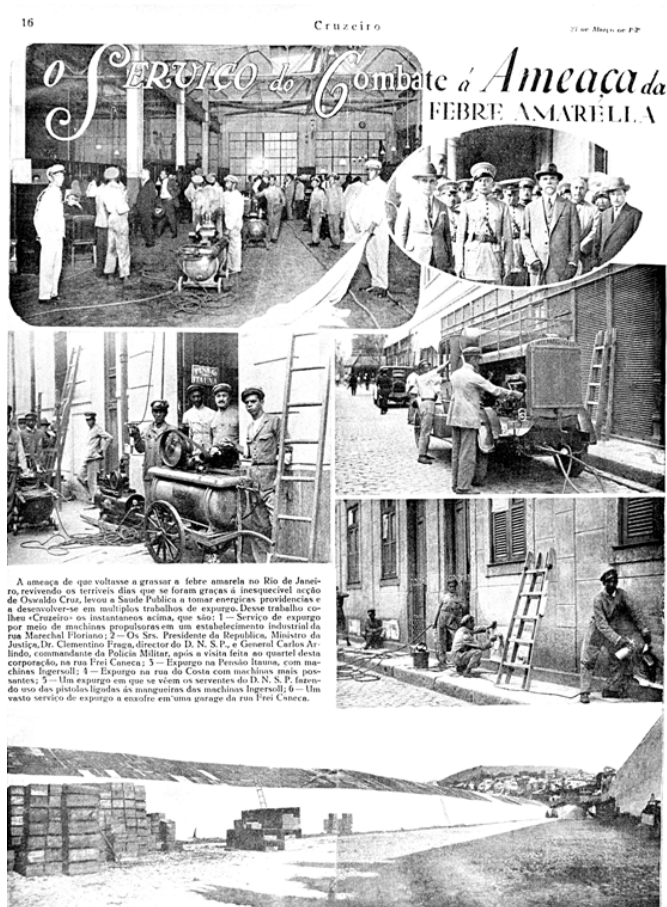 16
Cruzeiro
27 de Março de
O SERVIÇO do Combate á Ameaça da
FEBRE AMARELLA
PENSÃO
ITAUNA
A ameaça de que voltasse a grassar a febre amarela no Rio de Janei-
ro, revivendo os terriveis dias que se foram graças á inesquecivel acção
de Oswaldo Cruz, levou a Saude Publica a tomar energicas providencias e
a desenvolver-se em multiplos trabalhos de expurgo. Desse trabalho co-
lheu «Cruzeiro» os instantaneos acima, que são: 1 — Serviço de expurgo
por meio de machinas propulsoras em um estabelecimento industrial da
rua Marechal Floriano; 2 — Os Srs. Presidente da Republica, Ministro da
Justiça, Dr. Clementino Fraga, director do D. N. S. P., e General Carlos Ar-
lindo, commandante da Policia Militar, após a visita feita ao quartel desta
corporação, na rua Frei Caneca; 3 — Expurgo na Pensão Itauna, com ma-
chinas Ingersoll; 4 — Expurgo na rua do Costa com machinas mais pos-
santes; 5 — Um expurgo em que se vêem os serventes do D. N. S. P. fazen-
do uso das pistolas ligadas ás mangueiras das machinas Ingersoll; 6 — Um
vasto serviço de expurgo a enxofre em uma garage da rua Frei Caneca.